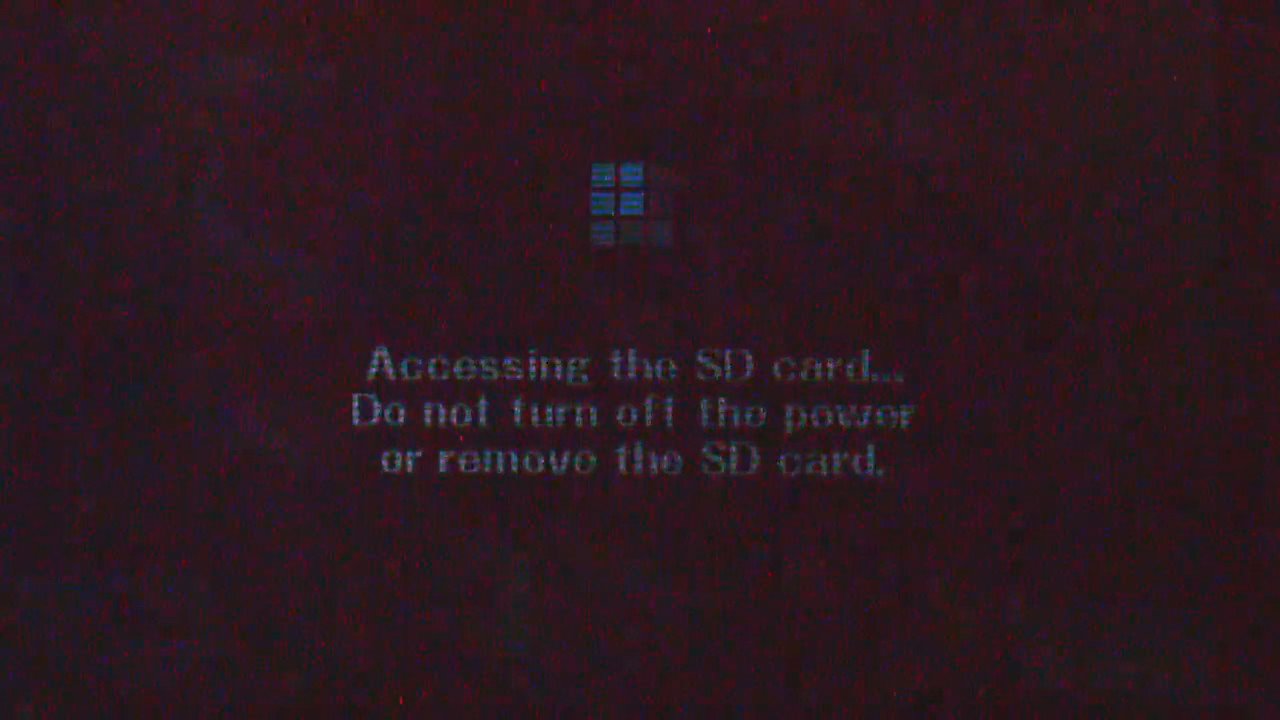 Accessing the SD card...
Do not turn off the power
or remove the SD card.